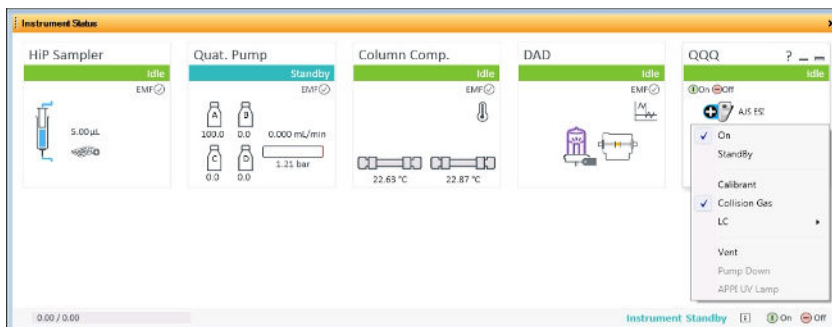 Instrument Status
HiP Sampler
Idle
EMF
5.00 µL
Quat. Pump
Standby
EMF
A B
100.0 0.0 0.000 mL/min
C D
1.21 bar
0.0 0.0
Column Comp.
Idle
EMF
22.63 °C 22.87 °C
DAD
Idle
EMF
QQQ ?
Idle
On Off
AJS ESI
On
StandBy
Calibrant
Collision Gas
LC
Vent
Pump Down
APPI UV Lamp
0.00 / 0.00
Instrument Standby On Off